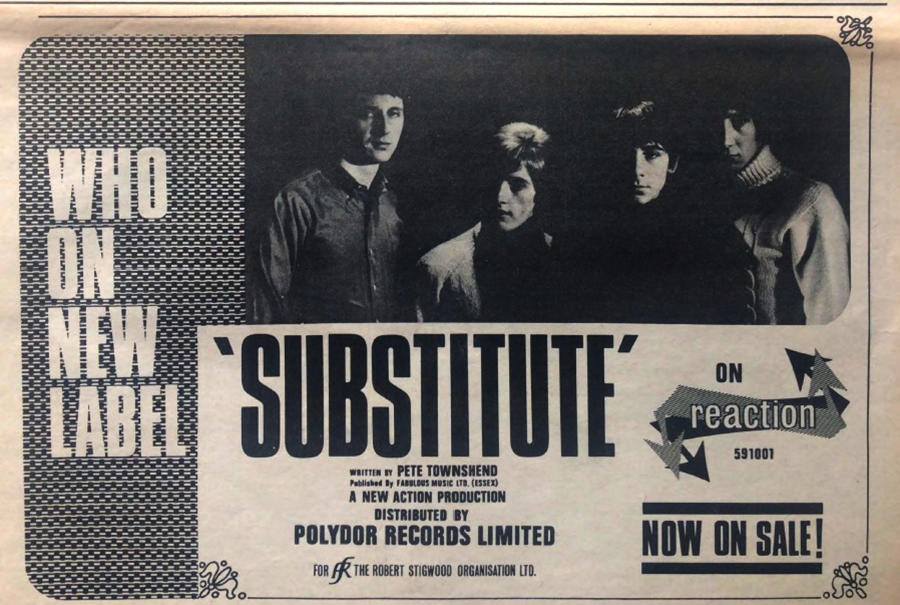 WHO
ON
NEW
LABEL
‵SUBSTITUTE′
WRITTEN BY PETE TOWNSHEND
Published By FABULOUS MUSIC LTD. (ESSEX)
A NEW ACTION PRODUCTION
DISTRIBUTED BY
POLYDOR RECORDS LIMITED
FOR THE ROBERT STIGWOOD ORGANISATION LTD.
ON
reaction
591001
NOW ON SALE!